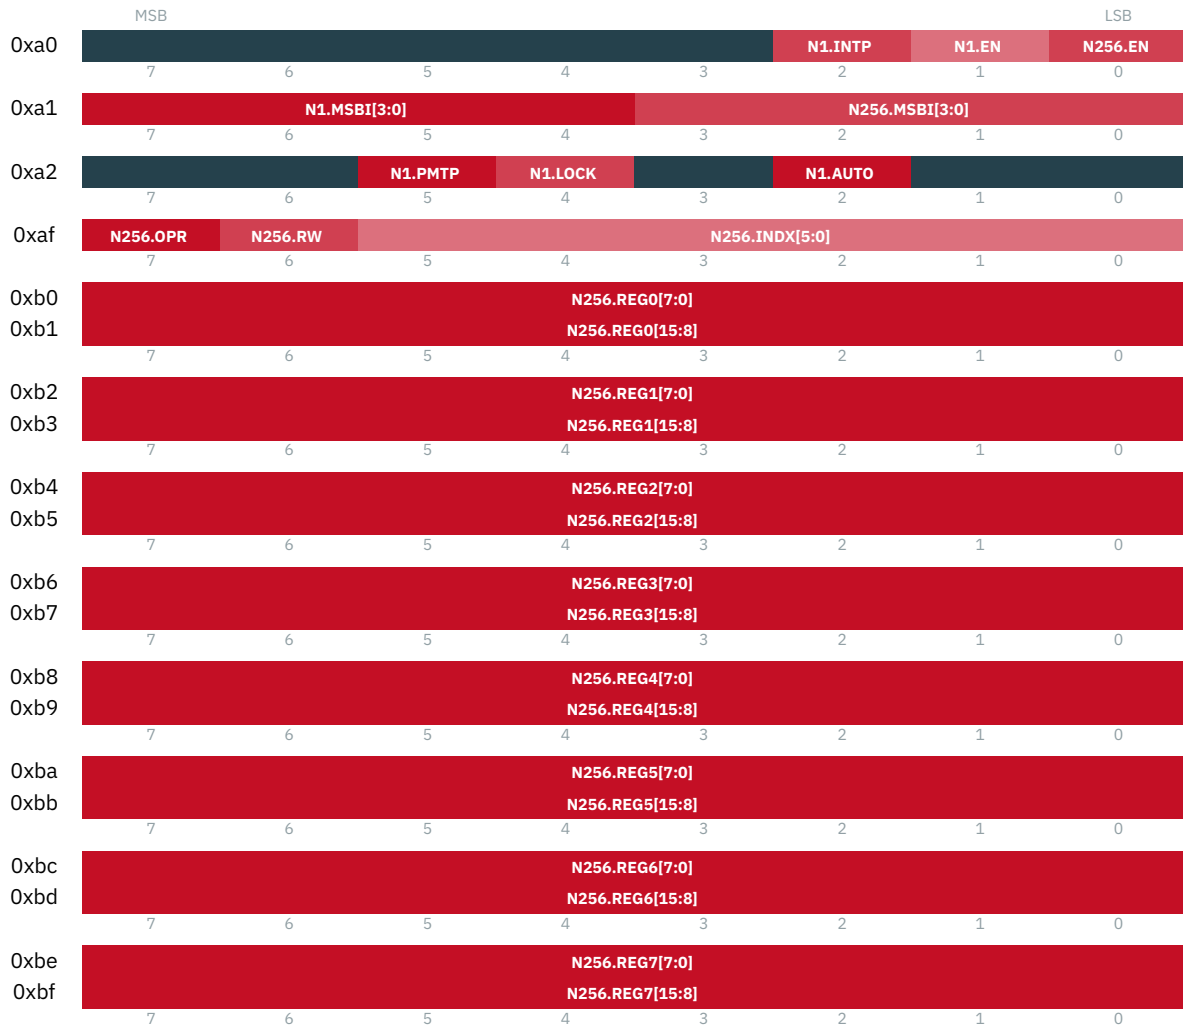 MSB LSB
0xa0 N1.INTP N1.EN N256.EN
7 6 5 4 3 2 1 0
0xa1 N1.MSBI[3:0] N256.MSBI[3:0]
7 6 5 4 3 2 1 0
0xa2 N1.PMTP N1.LOCK N1.AUTO
7 6 5 4 3 2 1 0
0xaf N256.OPR N256.RW N256.INDX[5:0]
7 6 5 4 3 2 1 0
0xb0 N256.REG0[7:0]
0xb1 N256.REG0[15:8]
7 6 5 4 3 2 1 0
0xb2 N256.REG1[7:0]
0xb3 N256.REG1[15:8]
7 6 5 4 3 2 1 0
0xb4 N256.REG2[7:0]
0xb5 N256.REG2[15:8]
7 6 5 4 3 2 1 0
0xb6 N256.REG3[7:0]
0xb7 N256.REG3[15:8]
7 6 5 4 3 2 1 0
0xb8 N256.REG4[7:0]
0xb9 N256.REG4[15:8]
7 6 5 4 3 2 1 0
0xba N256.REG5[7:0]
0xbb N256.REG5[15:8]
7 6 5 4 3 2 1 0
0xbc N256.REG6[7:0]
0xbd N256.REG6[15:8]
7 6 5 4 3 2 1 0
0xbe N256.REG7[7:0]
0xbf N256.REG7[15:8]
7 6 5 4 3 2 1 0